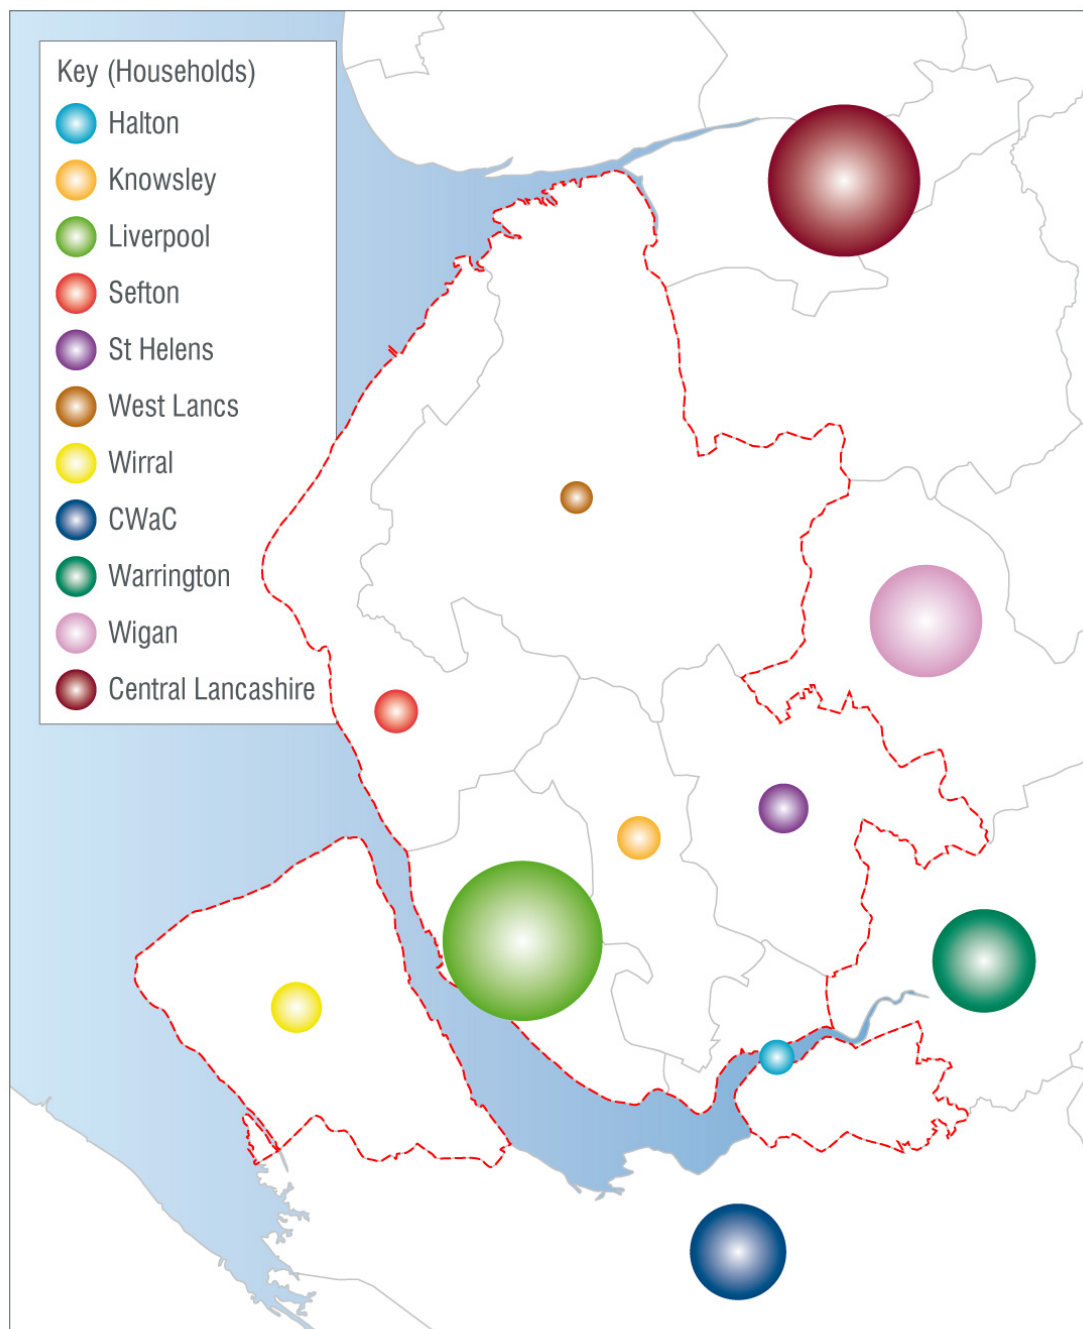 Key (Households)
Halton
Knowsley
Liverpool
Sefton
St Helens
West Lancs
Wirral
CWaC
Warrington
Wigan
Central Lancashire